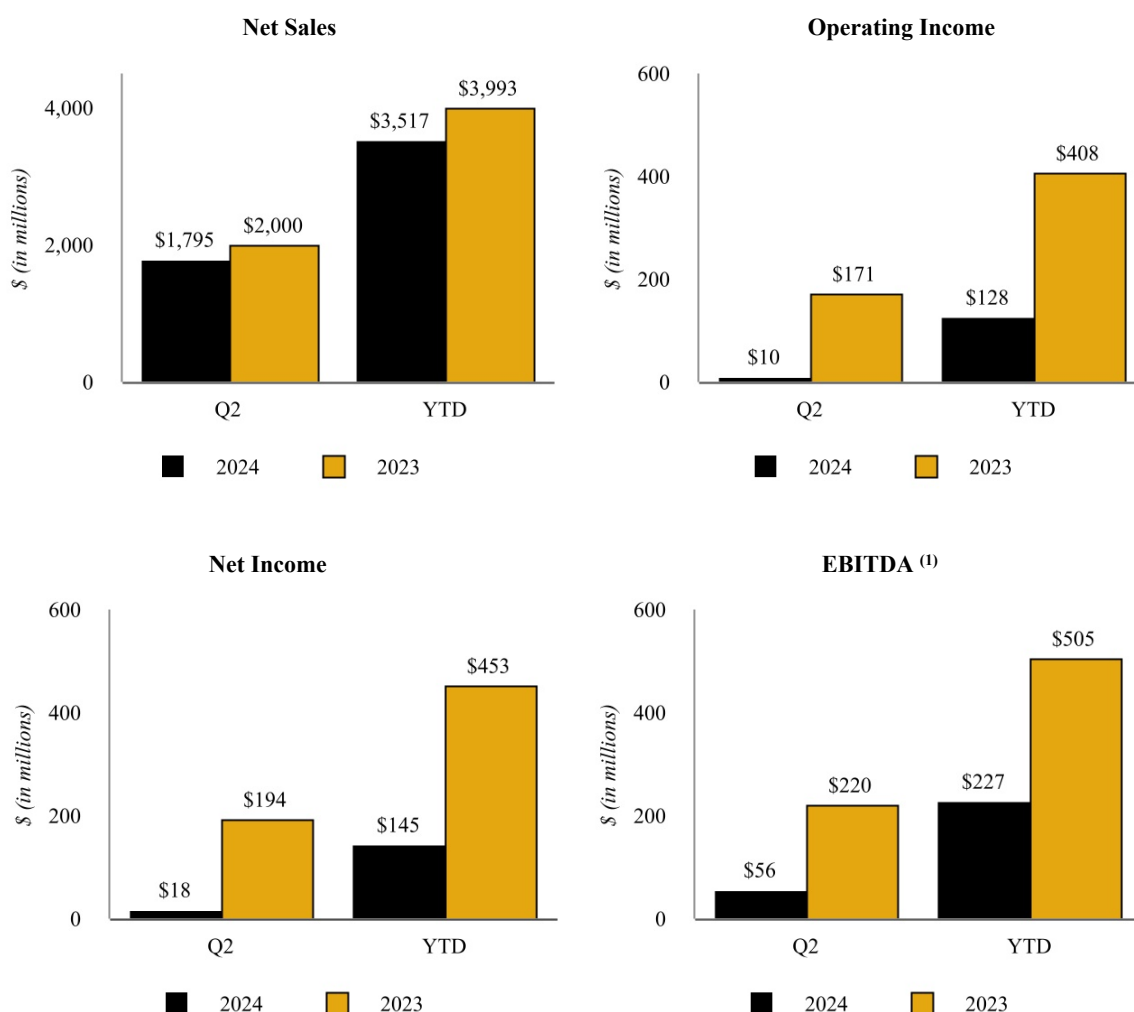 Net Sales
4,000
2,000
0
$ (in millions)
$1,795
$2,000
$3,517
$3,993
Q2
YTD
2024
2023
Operating Income
600
400
200
0
$ (in millions)
$10
$171
$128
$408
Q2
YTD
2024
2023
Net Income
600
400
200
0
$ (in millions)
$18
$194
$145
$453
Q2
YTD
2024
2023
EBITDA (1)
600
400
200
0
$ (in millions)
$56
$220
$227
$505
Q2
YTD
2024
2023